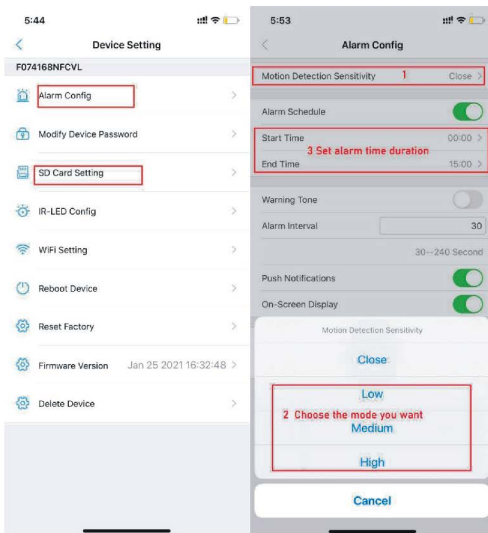 5:44
Device Setting
F074168NFCVL
Alarm Config
Modify Device Password
SD Card Setting
IR-LED Config
WiFi Setting
Reboot Device
Reset Factory
Firmware Version Jan 25 2021 16:32:48
Delete Device
5:53
Alarm Config
Motion Detection Sensitivity 1 Close
Alarm Schedule
Start Time 00:00
3 Set alarm time duration
End Time 15:00
Warning Tone
Alarm Interval 30
30--240 Second
Push Notifications
On-Screen Display
Motion Detection Sensitivity
Close
Low
2 Choose the mode you want
Medium
High
Cancel